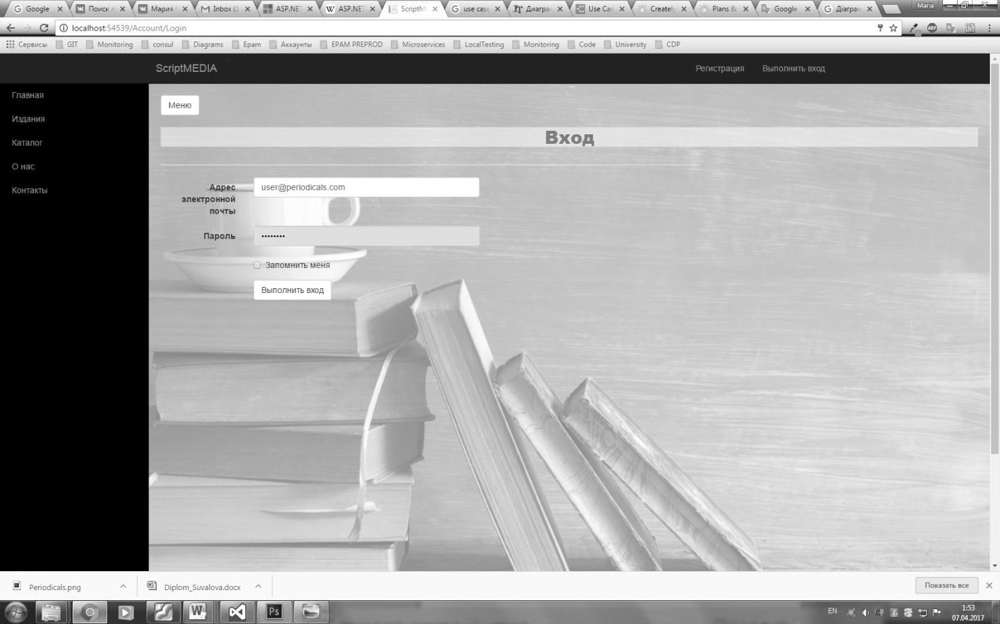 Google
Поиск л
Мария
Inbox (1
ASP.NET
ASP.NET
ScriptM
use case
Диаграм
Use Cas
Creately
Plans &
Google
Діаграм
Maria
localhost:54539/Account/Login
ABP
Сервисы
GIT
Monitoring
consul
Diagrams
Epam
Аккаунты
EPAM PREPROD
Microservices
LocalTesting
Monitoring
Code
University
CDP
ScriptMEDIA
Регистрация
Выполнить вход
Главная
Издания
Каталог
О нас
Контакты
Меню
Вход
Адрес
электронной
почты
user@periodicals.com
Пароль
••••••••
Запомнить меня
Выполнить вход
Periodicals.png
Diplom_Suvalova.docx
Показать все
Ps
EN
1:53
07.04.2017